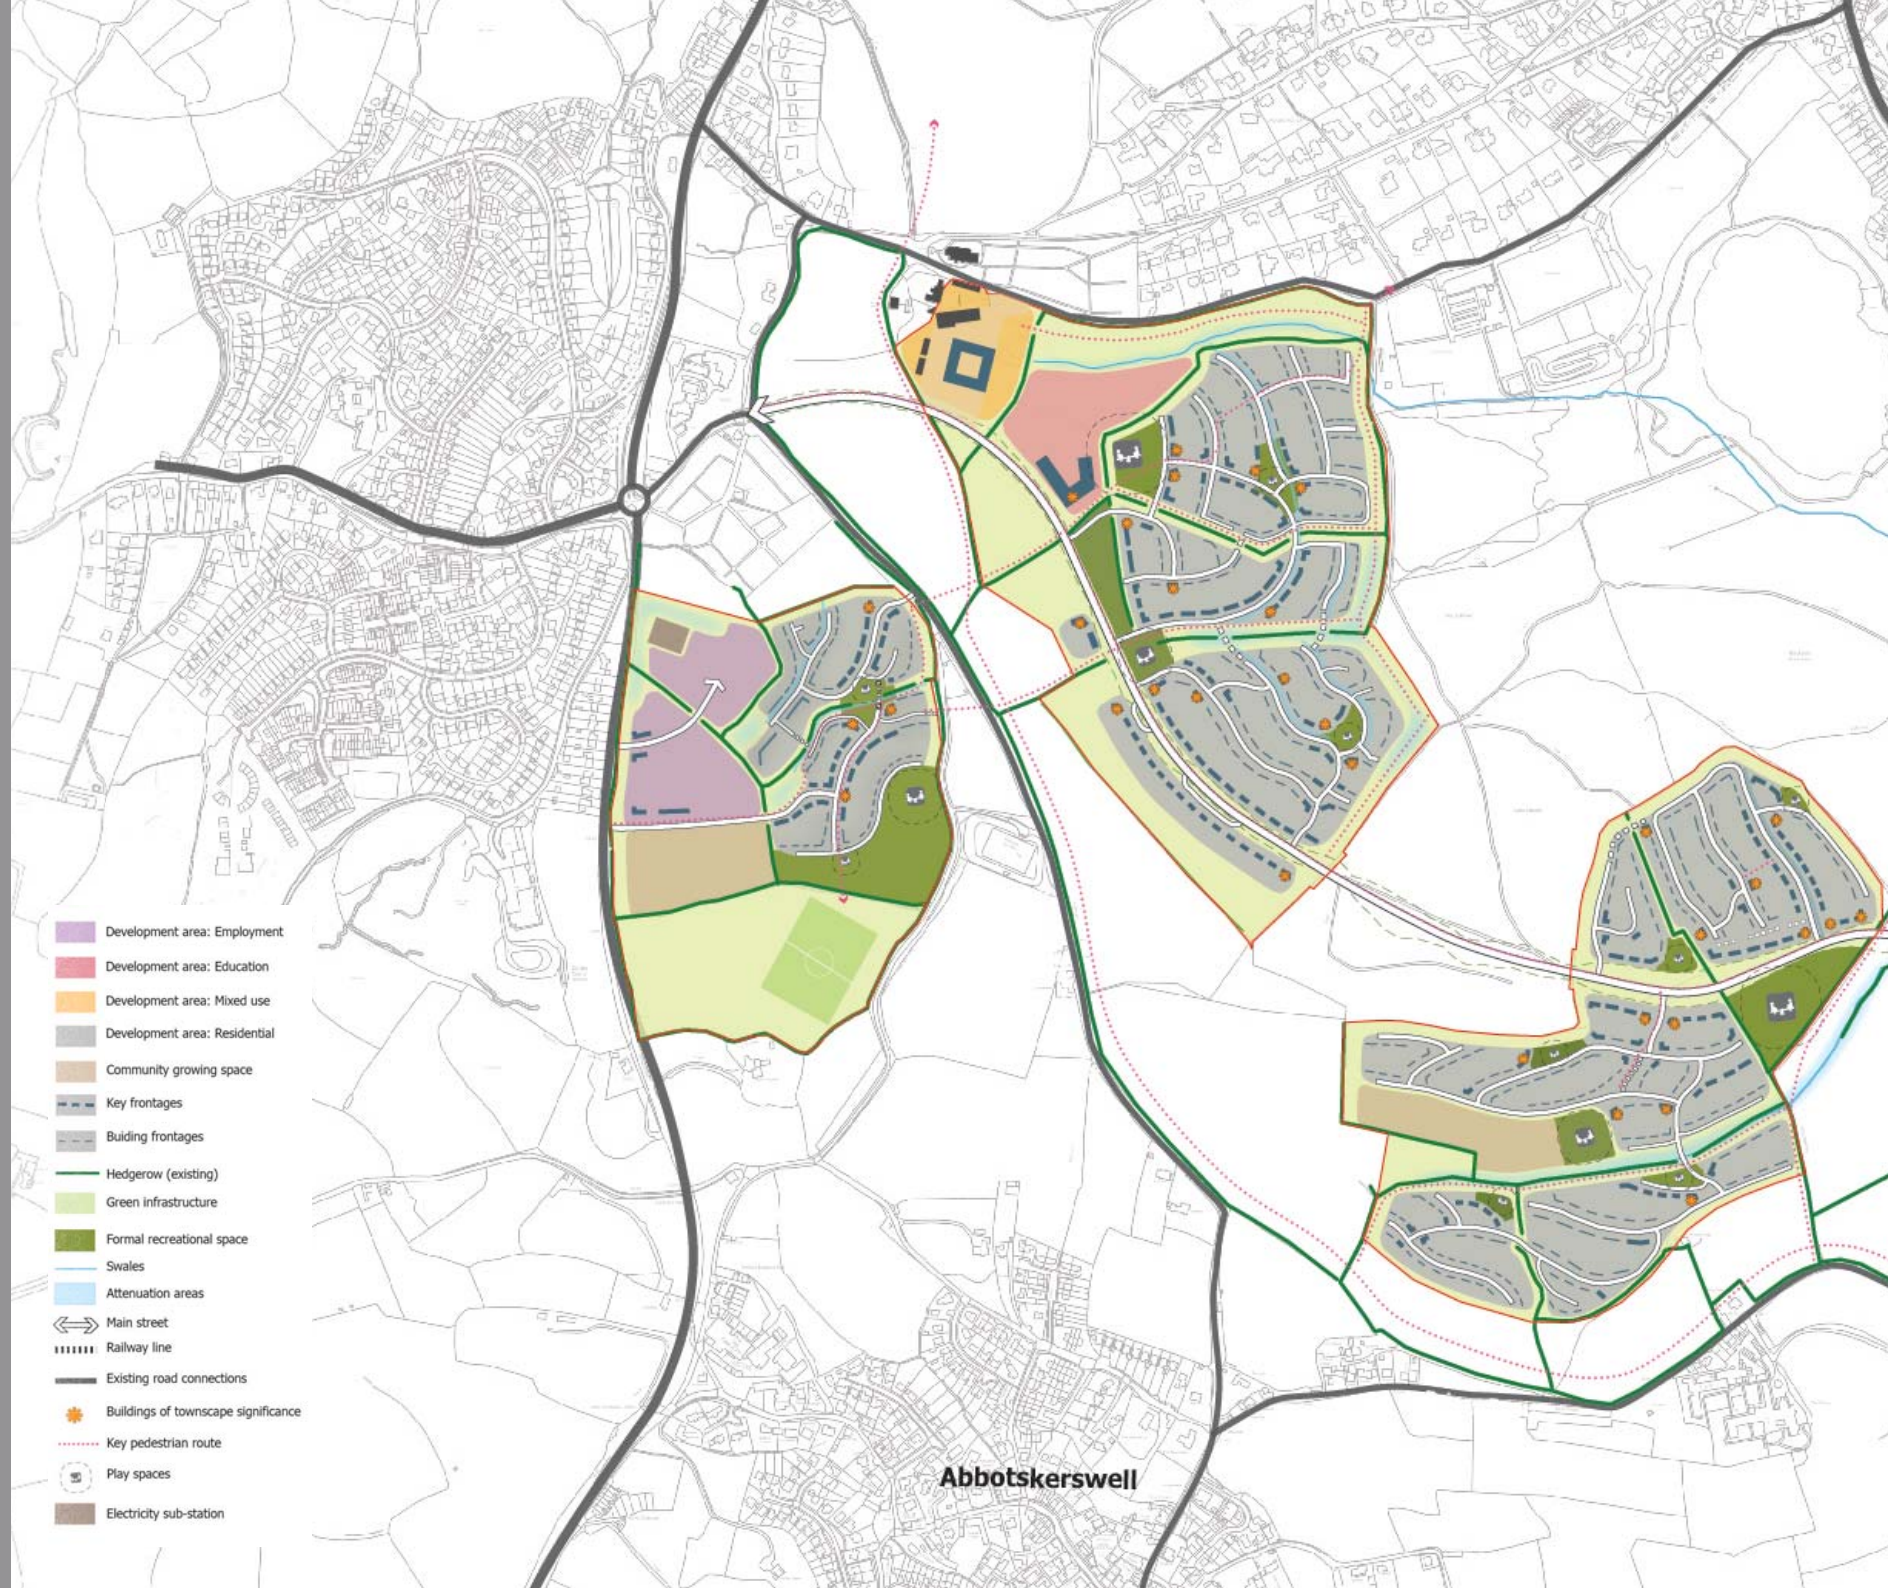 Development area: Employment
Development area: Education
Development area: Mixed use
Development area: Residential
Community growing space
Key frontages
Buiding frontages
Hedgerow (existing)
Green infrastructure
Formal recreational space
Swales
Attenuation areas
Main street
Railway line
Existing road connections
Buildings of townscape significance
Key pedestrian route
Play spaces
Electricity sub-station
Abbotskerswell